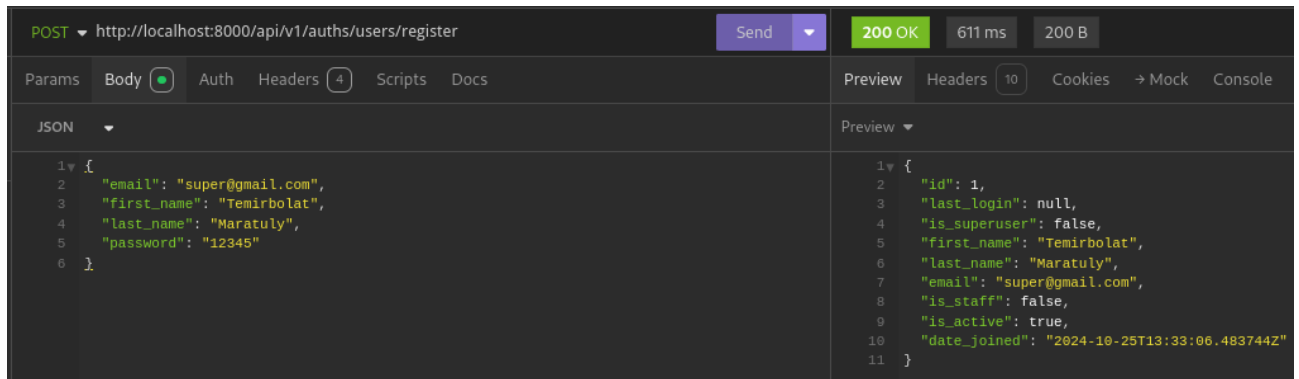 POST http://localhost:8000/api/v1/auths/users/register Send
Params Body Auth Headers 4 Scripts Docs
JSON
1 {
2 "email": "super@gmail.com",
3 "first_name": "Temirbolat",
4 "last_name": "Maratuly",
5 "password": "12345"
6 }
200 OK 611 ms 200 B
Preview Headers 10 Cookies → Mock Console
Preview
1 {
2 "id": 1,
3 "last_login": null,
4 "is_superuser": false,
5 "first_name": "Temirbolat",
6 "last_name": "Maratuly",
7 "email": "super@gmail.com",
8 "is_staff": false,
9 "is_active": true,
10 "date_joined": "2024-10-25T13:33:06.483744Z"
11 }